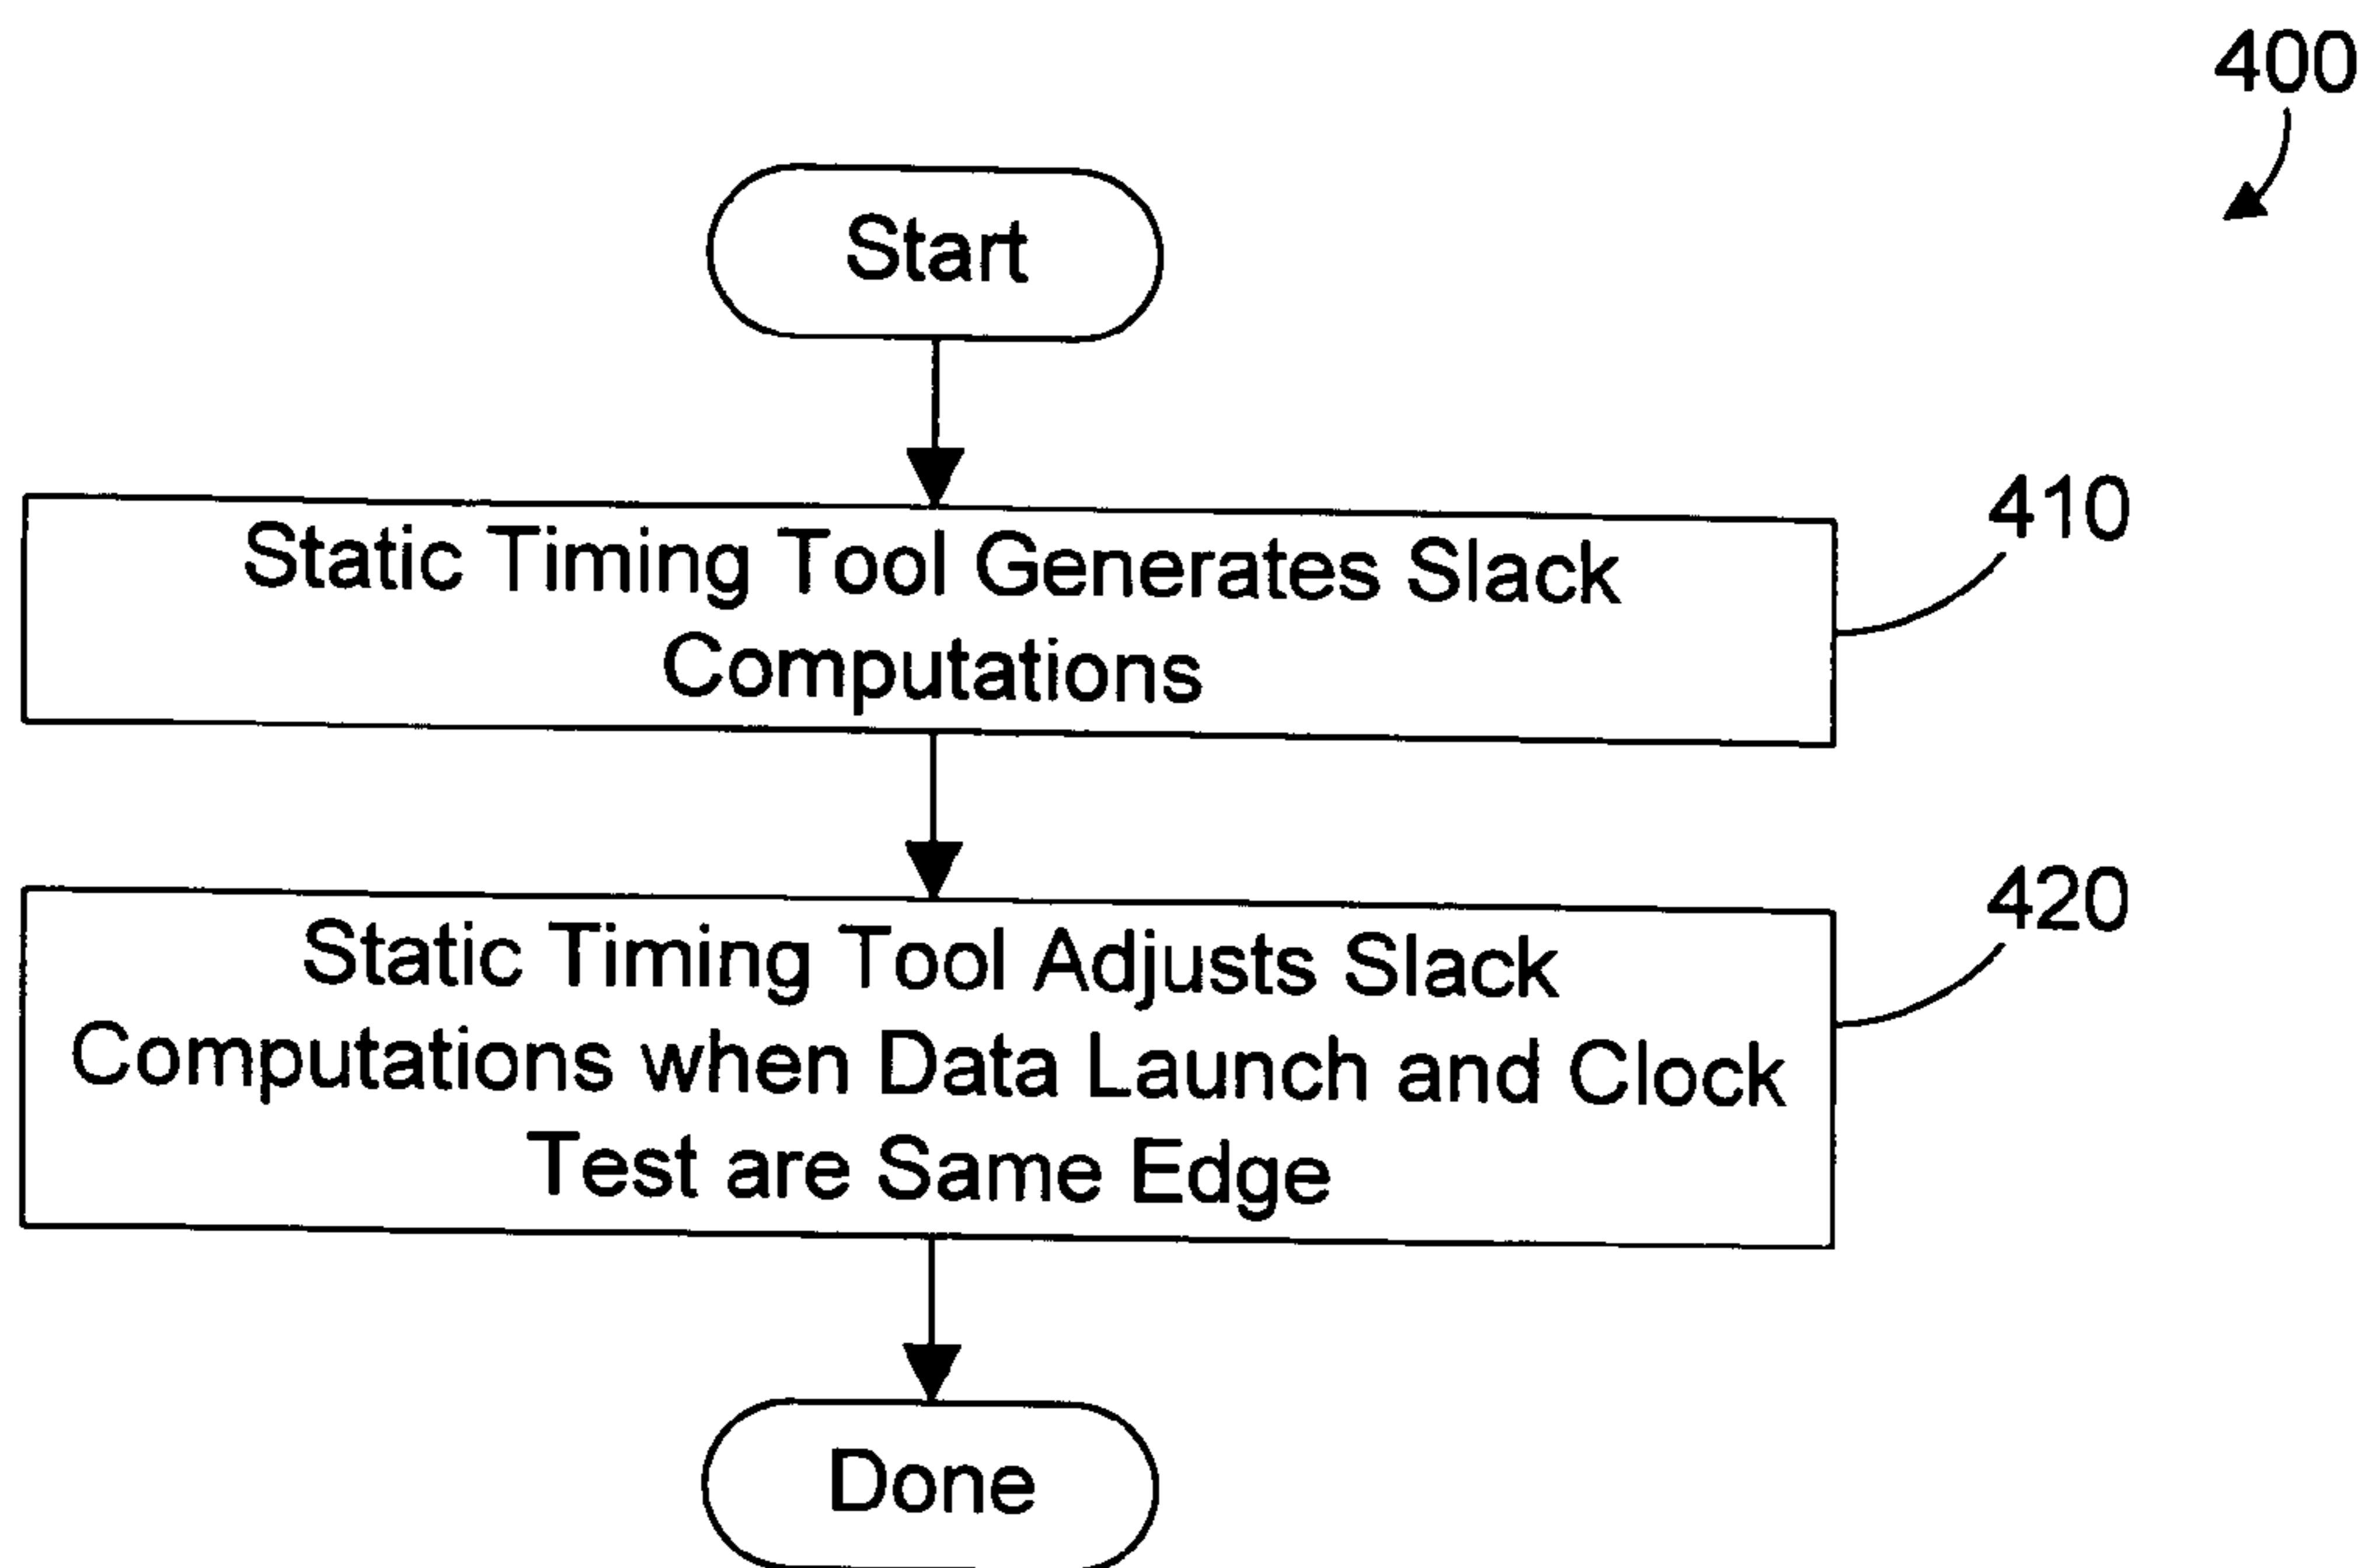 400
Start
Static Timing Tool Generates Slack
Computations
410
Static Timing Tool Adjusts Slack
Computations when Data Launch and Clock
Test are Same Edge
420
Done